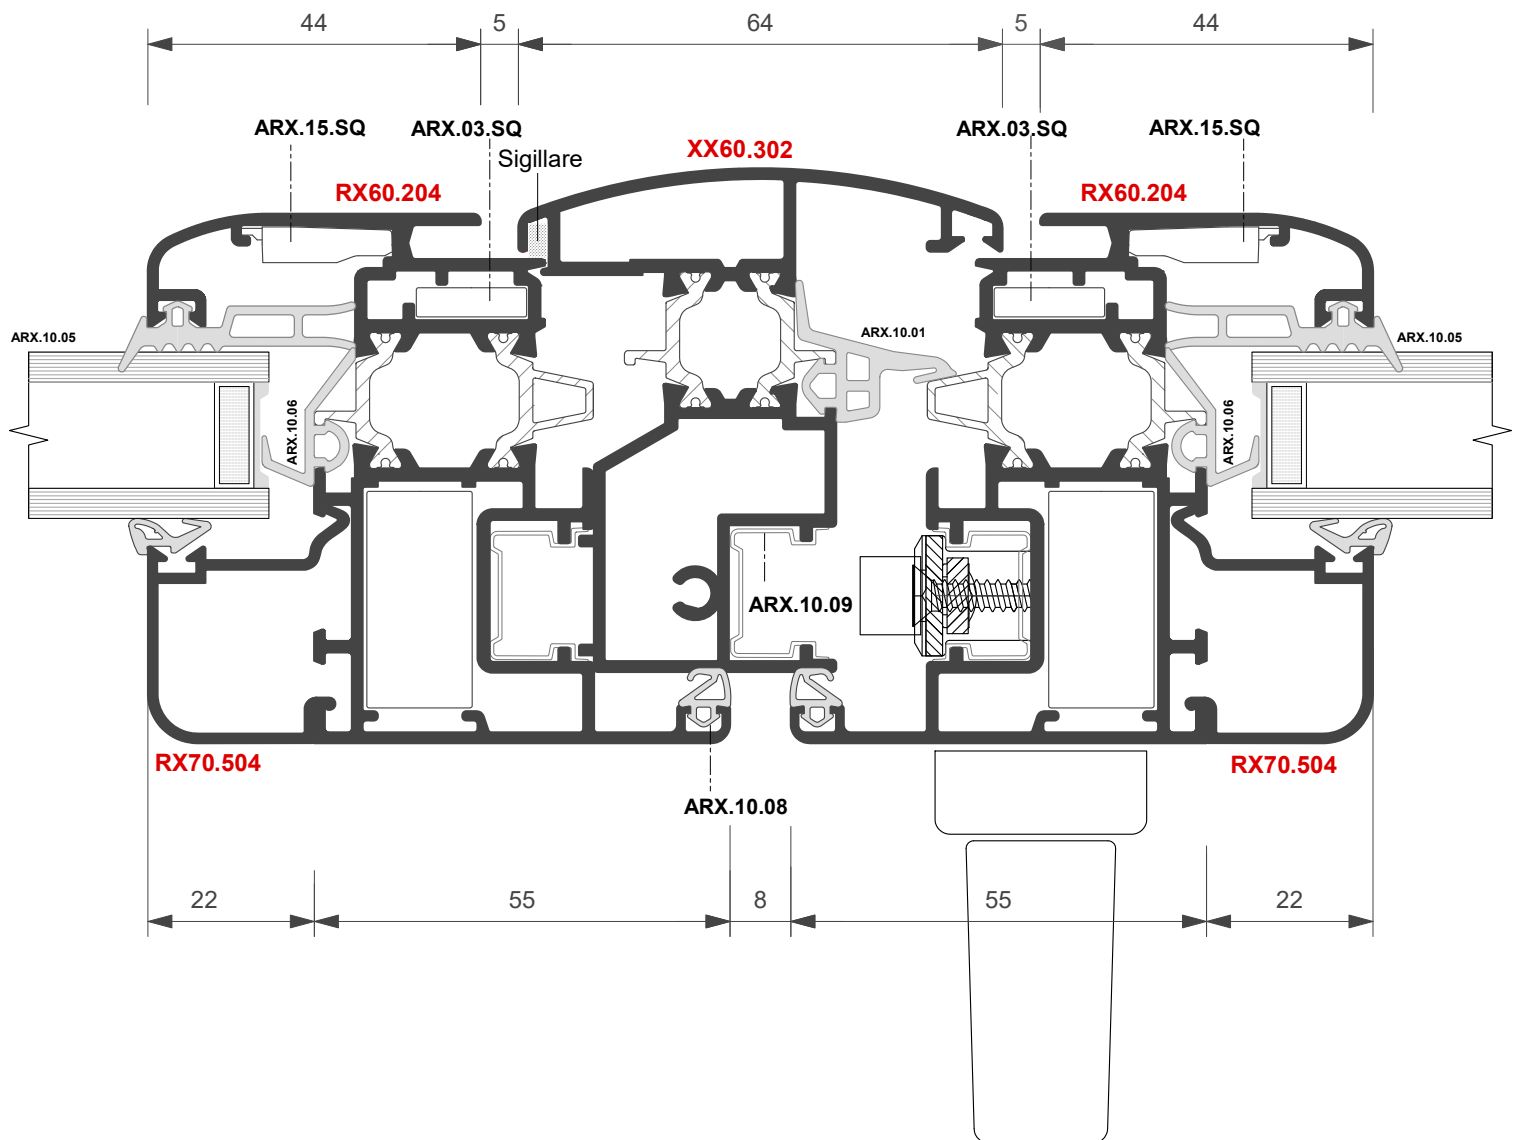 44 5 64 5 44
ARX.15.SQ ARX.03.SQ ARX.03.SQ ARX.15.SQ
Sigillare
XX60.302
RX60.204 RX60.204
ARX.10.05 ARX.10.01 ARX.10.05
ARX.10.06 ARX.10.06
ARX.10.09
RX70.504 RX70.504
ARX.10.08
22 55 8 55 22